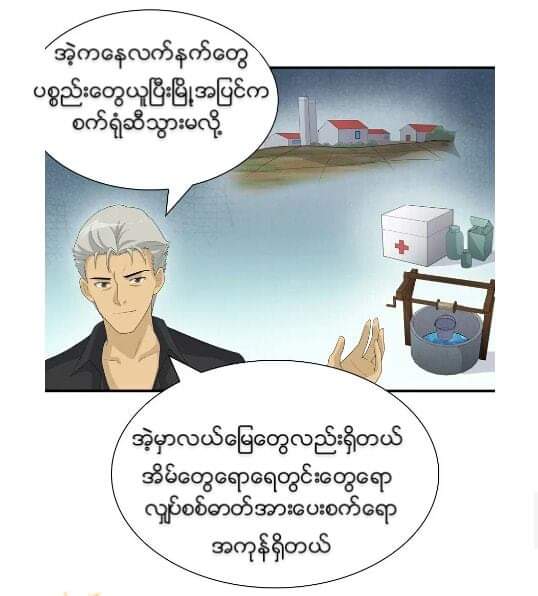 အဲ့ကနေလက်နက်တွေ
ပစ္စည်းတွေယူပြီးမြို့အပြင်က
စက်ရုံဆီသွားမလို့
အဲ့မှာလယ်မြေတွေလည်းရှိတယ်
အိမ်တွေရောရေတွင်းတွေရော
လျှပ်စစ်ဓာတ်အားပေးစက်ရော
အကုန်ရှိတယ်